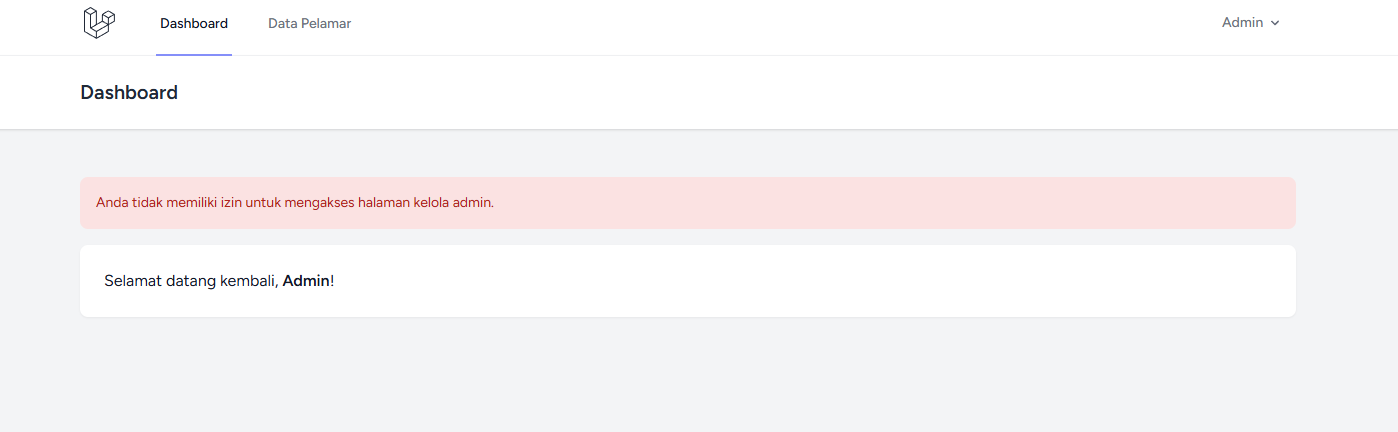 Dashboard Data Pelamar Admin
Dashboard
Anda tidak memiliki izin untuk mengakses halaman kelola admin.
Selamat datang kembali, Admin!